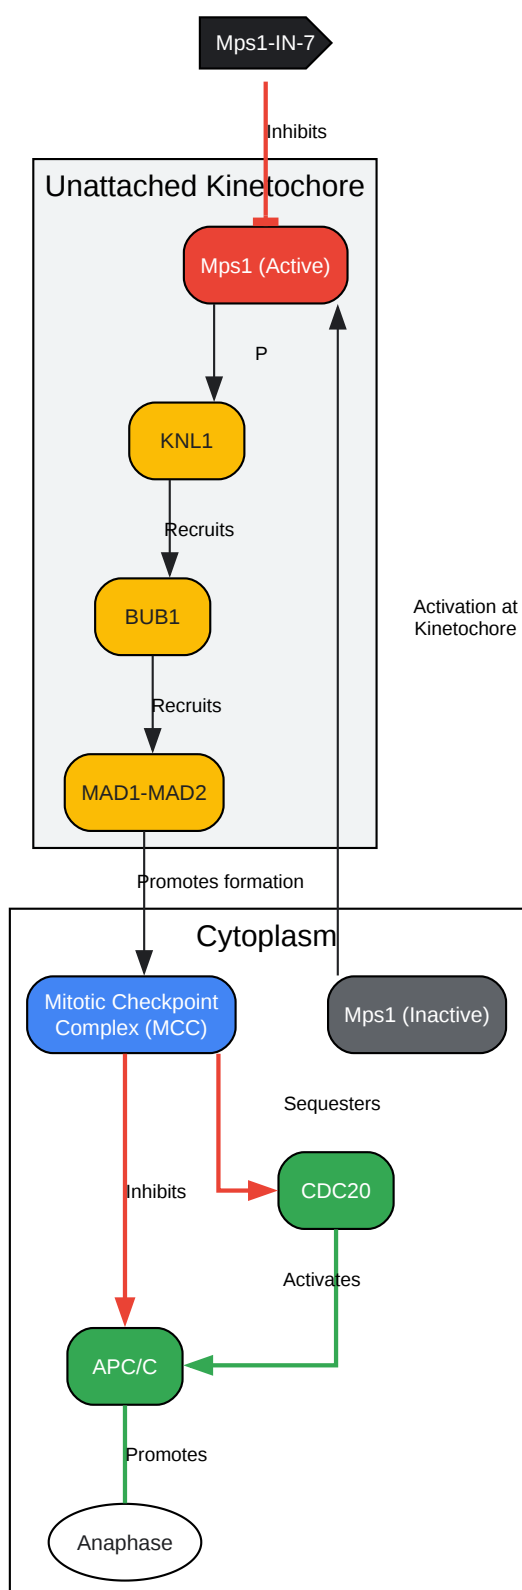 Mps1-IN-7
Inhibits
Unattached Kinetochore
Mps1 (Active)
P
KNL1
Recruits
BUB1
Activation at
Kinetochore
Recruits
MAD1-MAD2
Promotes formation
Cytoplasm
Mitotic Checkpoint
Complex (MCC)
Mps1 (Inactive)
Sequesters
Inhibits
CDC20
Activates
APC/C
Promotes
Anaphase